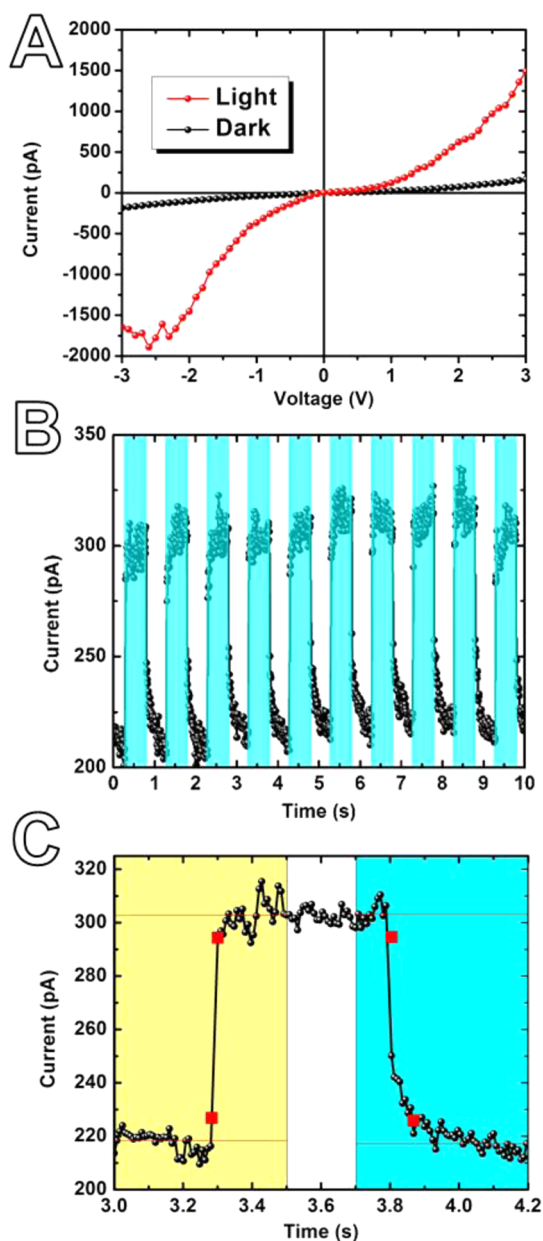 A
2000
1500
1000
500
0
-500
-1000
-1500
-2000
Current (pA)
Light
Dark
-3 -2 -1 0 1 2 3
Voltage (V)
B
350
300
250
200
Current (pA)
0 1 2 3 4 5 6 7 8 9 10
Time (s)
C
320
300
280
260
240
220
200
Current (pA)
3.0 3.2 3.4 3.6 3.8 4.0 4.2
Time (s)